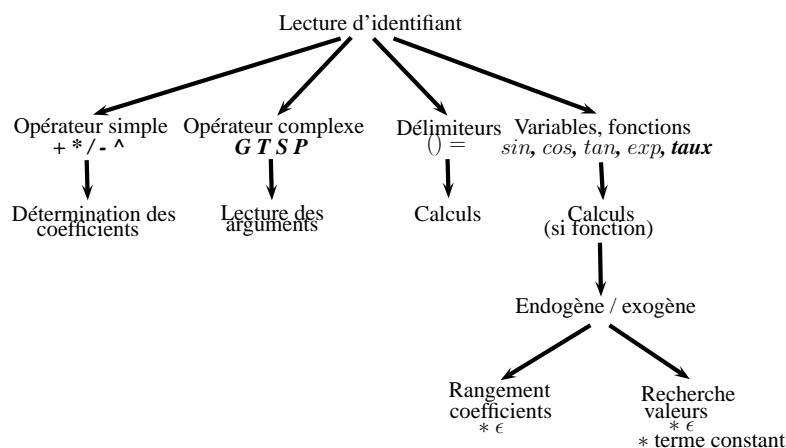 Lecture d'identifiant
Opérateur simple
+ * / - ^
Opérateur complexe
G T S P
Délimiteurs
() =
Variables, fonctions
sin, cos, tan, exp, taux
Détermination des
coefficients
Lecture des
arguments
Calculs
Calculs
(si fonction)
Endogène / exogène
Rangement
coefficients
* ϵ
Recherche
valeurs
* ϵ
* terme constant